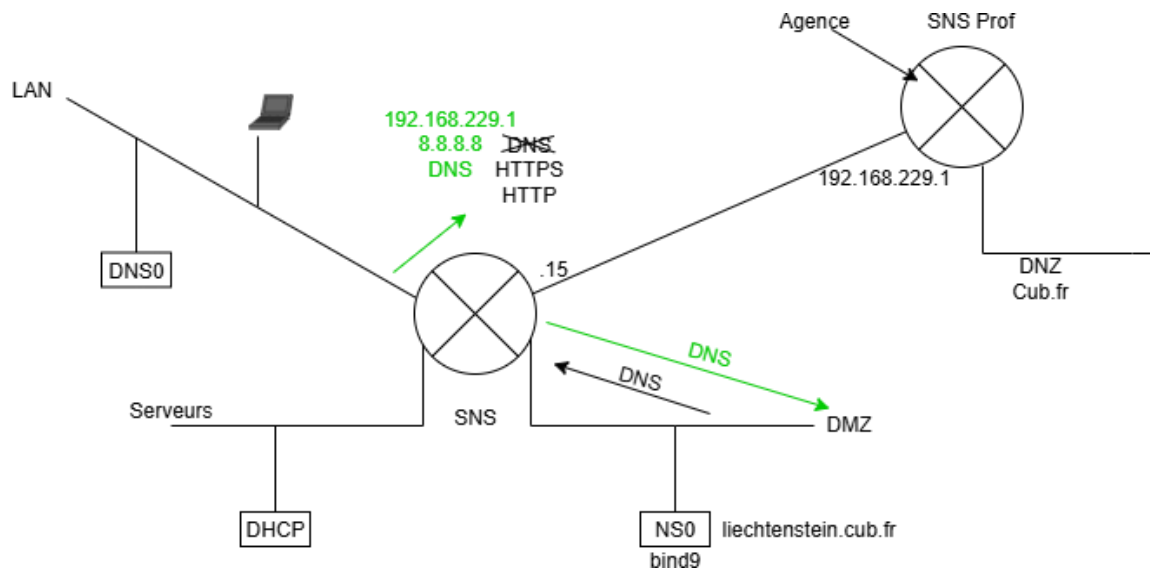 Agence
SNS Prof
LAN
192.168.229.1
8.8.8.8
DNS
DNS
HTTPS
HTTP
192.168.229.1
DNS0
.15
DNZ
Cub.fr
DNS
DNS
Serveurs
SNS
DMZ
DHCP
NS0
liechtenstein.cub.fr
bind9